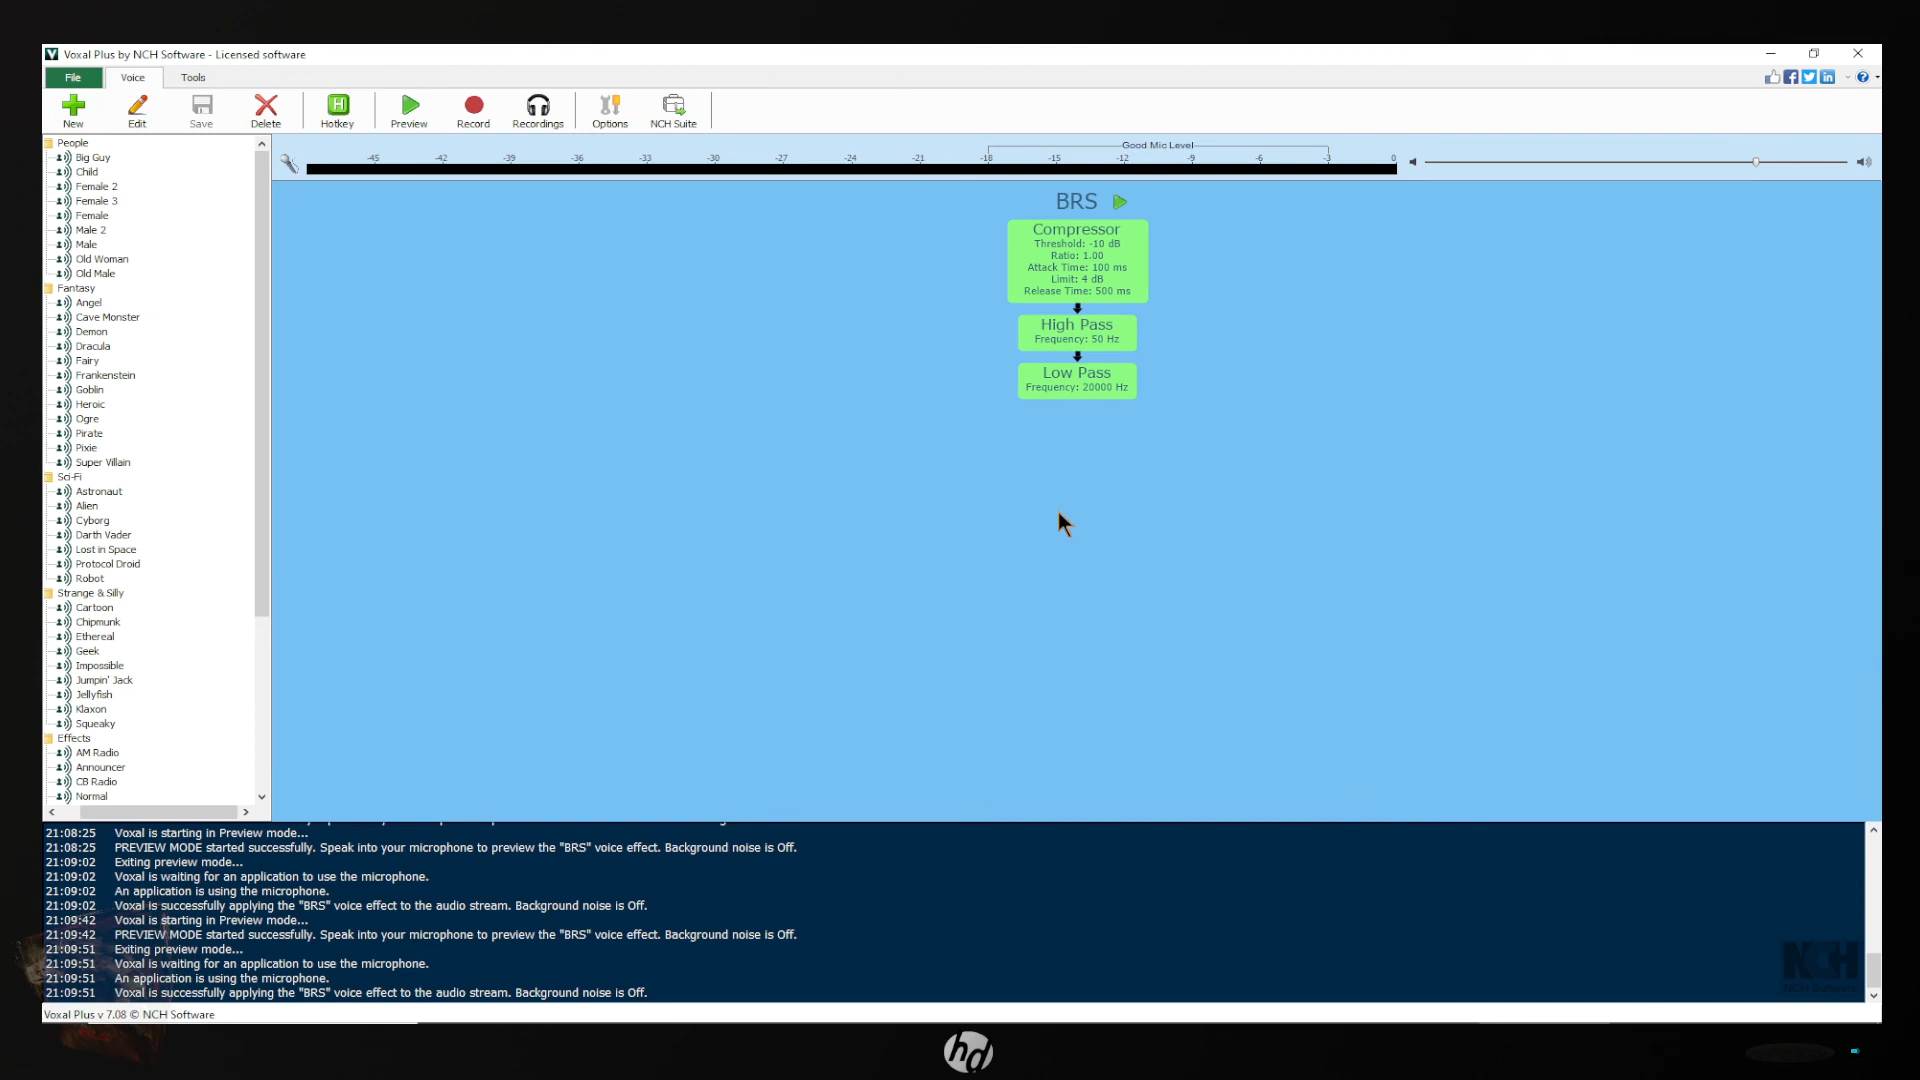 Voxal Plus by NCH Software - Licensed software
File
Voice
Tools
New
Edit
Save
Delete
Hotkey
Preview
Record
Recordings
Options
NCH Suite
People
Big Guy
Child
Female 2
Female 3
Female
Male 2
Male
Old Woman
Old Male
Fantasy
Angel
Cave Monster
Demon
Dracula
Fairy
Frankenstein
Goblin
Heroic
Ogre
Pirate
Pixie
Super Villain
Sci-Fi
Astronaut
Alien
Cyborg
Darth Vader
Lost in Space
Protocol Droid
Robot
Strange & Silly
Cartoon
Chipmunk
Ethereal
Geek
Impossible
Jumpin' Jack
Jellyfish
Klaxon
Squeaky
Effects
AM Radio
Announcer
CB Radio
Normal
Good Mic Level
-45 -42 -39 -36 -33 -30 -27 -24 -21 -18 -15 -12 -9 -6 -3 0
BRS
Compressor
Threshold: -10 dB
Ratio: 1.00
Attack Time: 100 ms
Limit: 4 dB
Release Time: 500 ms
High Pass
Frequency: 50 Hz
Low Pass
Frequency: 20000 Hz
21:08:25 Voxal is starting in Preview mode...
21:08:25 PREVIEW MODE started successfully. Speak into your microphone to preview the "BRS" voice effect. Background noise is Off.
21:09:02 Exiting preview mode...
21:09:02 Voxal is waiting for an application to use the microphone.
21:09:02 An application is using the microphone.
21:09:02 Voxal is successfully applying the "BRS" voice effect to the audio stream. Background noise is Off.
21:09:42 Voxal is starting in Preview mode...
21:09:42 PREVIEW MODE started successfully. Speak into your microphone to preview the "BRS" voice effect. Background noise is Off.
21:09:51 Exiting preview mode...
21:09:51 Voxal is waiting for an application to use the microphone.
21:09:51 An application is using the microphone.
21:09:51 Voxal is successfully applying the "BRS" voice effect to the audio stream. Background noise is Off.
NCH
NCH Software
Voxal Plus v 7.08 © NCH Software
hp